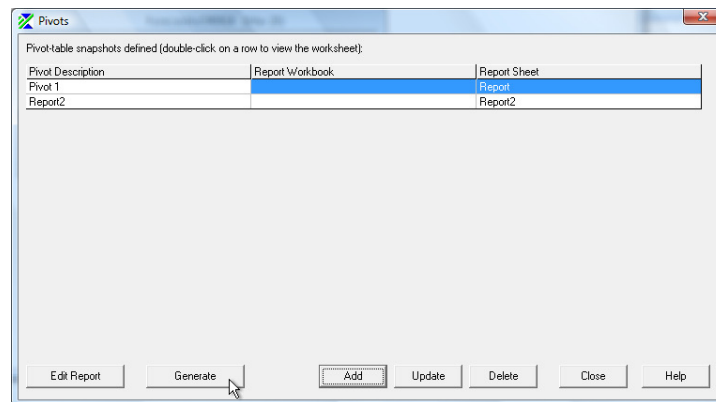 Pivots
Pivot-table snapshots defined (double-click on a row to view the worksheet):
Pivot Description Report Workbook Report Sheet
Pivot 1 Report
Report2 Report2
Edit Report Generate Add Update Delete Close Help